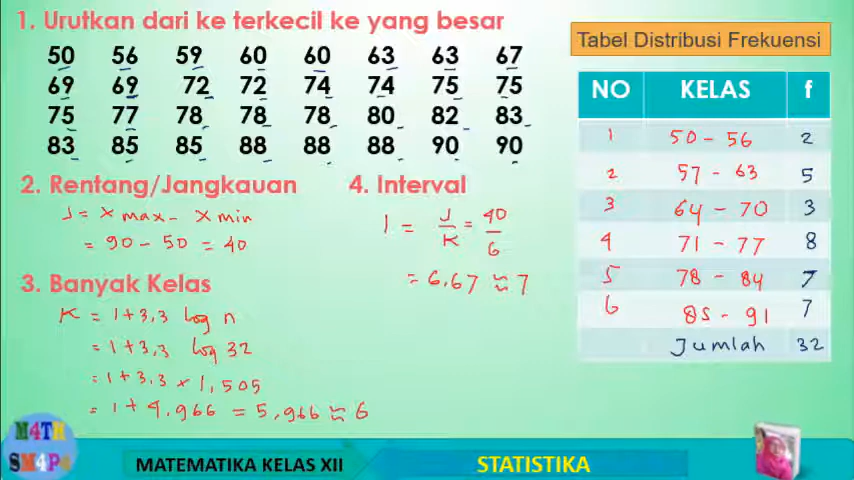 1. Urutkan dari ke terkecil ke yang besar
50 56 59 60 60 63 63 67
69 69 72 72 74 74 75 75
75 77 78 78 78 80 82 83
83 85 85 88 88 88 90 90
2. Rentang/Jangkauan
J = X max - X min
= 90 - 50 = 40
3. Banyak Kelas
K = 1+3,3 log n
= 1+3,3 log 32
= 1+3,3 x 1,505
= 1+ 4,966 = 5,966 ≈ 6
4. Interval
I = J/K = 40/6
= 6,67 ≈ 7
Tabel Distribusi Frekuensi
NO KELAS f
1 50 - 56 2
2 57 - 63 5
3 64 - 70 3
4 71 - 77 8
5 78 - 84 7
6 85 - 91 7
Jumlah 32
M4TH
SM4P4
MATEMATIKA KELAS XII
STATISTIKA